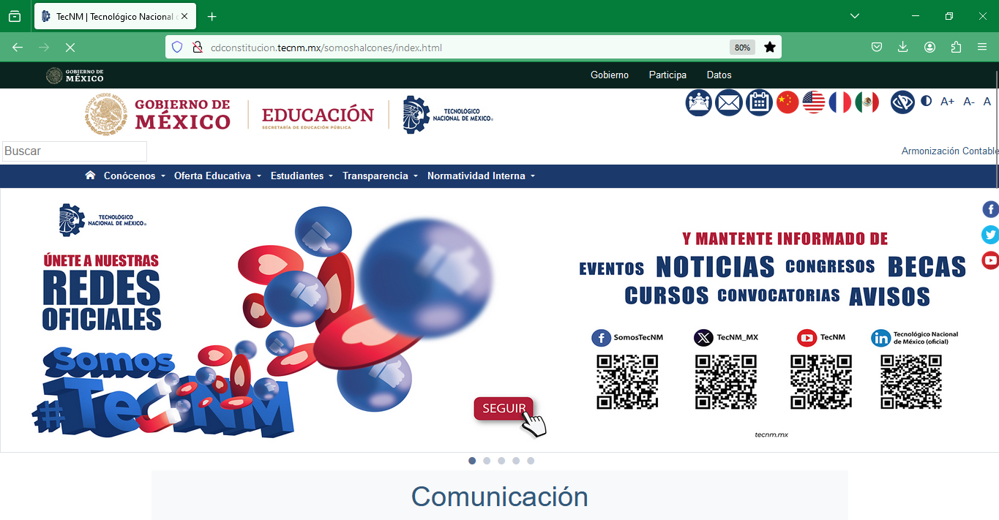 TecNM | Tecnológico Nacional d
cdconstitucion.tecnm.mx/somoshalcones/index.html
80%
GOBIERNO DE
MÉXICO
Gobierno Participa Datos
GOBIERNO DE
MÉXICO
EDUCACIÓN
SECRETARÍA DE EDUCACIÓN PÚBLICA
TECNOLÓGICO
NACIONAL DE MÉXICO®
A+ A- A
Buscar
Armonización Contable
Conócenos Oferta Educativa Estudiantes Transparencia Normatividad Interna
TECNOLÓGICO
NACIONAL DE MÉXICO®
ÚNETE A NUESTRAS
REDES
OFICIALES
Somos
#TecNM
SEGUIR
Y MANTENTE INFORMADO DE
EVENTOS NOTICIAS CONGRESOS BECAS
CURSOS CONVOCATORIAS AVISOS
SomosTecNM
TecNM_MX
TecNM
Tecnológico Nacional
de México (oficial)
tecnm.mx
Comunicación